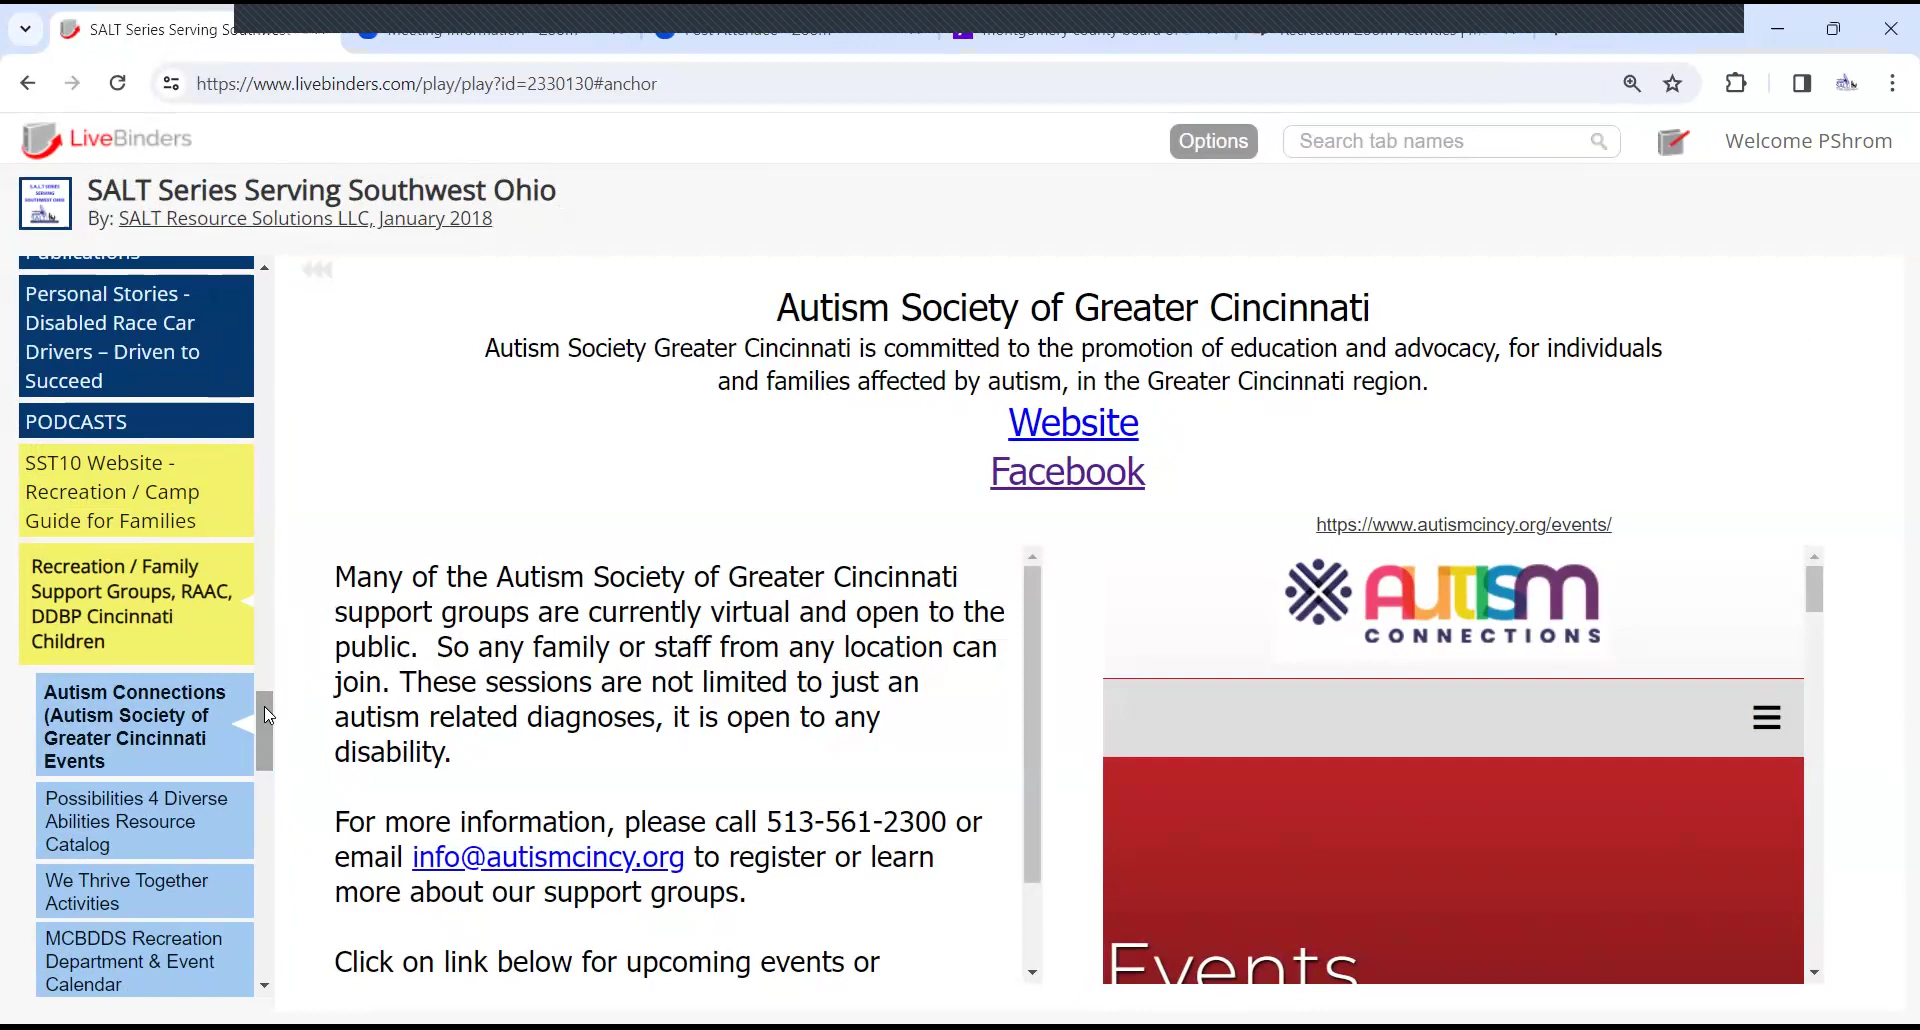 SALT Series Serving
https://www.livebinders.com/play/play?id=2330130#anchor
LiveBinders
Options
Search tab names
Welcome PShrom
SALT Series Serving Southwest Ohio
By: SALT Resource Solutions LLC, January 2018
Publications
Personal Stories -
Disabled Race Car
Drivers – Driven to
Succeed
PODCASTS
SST10 Website -
Recreation / Camp
Guide for Families
Recreation / Family
Support Groups, RAAC,
DDBP Cincinnati
Children
Autism Connections
(Autism Society of
Greater Cincinnati
Events
Possibilities 4 Diverse
Abilities Resource
Catalog
We Thrive Together
Activities
MCBDDS Recreation
Department & Event
Calendar
Autism Society of Greater Cincinnati
Autism Society Greater Cincinnati is committed to the promotion of education and advocacy, for individuals
and families affected by autism, in the Greater Cincinnati region.
Website
Facebook
Many of the Autism Society of Greater Cincinnati
support groups are currently virtual and open to the
public.  So any family or staff from any location can
join. These sessions are not limited to just an
autism related diagnoses, it is open to any
disability.
For more information, please call 513-561-2300 or
email info@autismcincy.org to register or learn
more about our support groups.
Click on link below for upcoming events or
https://www.autismcincy.org/events/
AUTISM
CONNECTIONS
Events